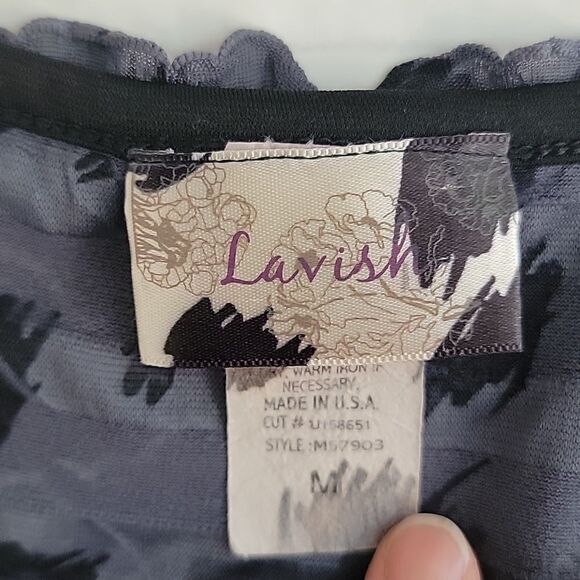 Lavish
WARM IRON IF
NECESSARY.
MADE IN U.S.A.
CUT # U158651
STYLE: M57903
M